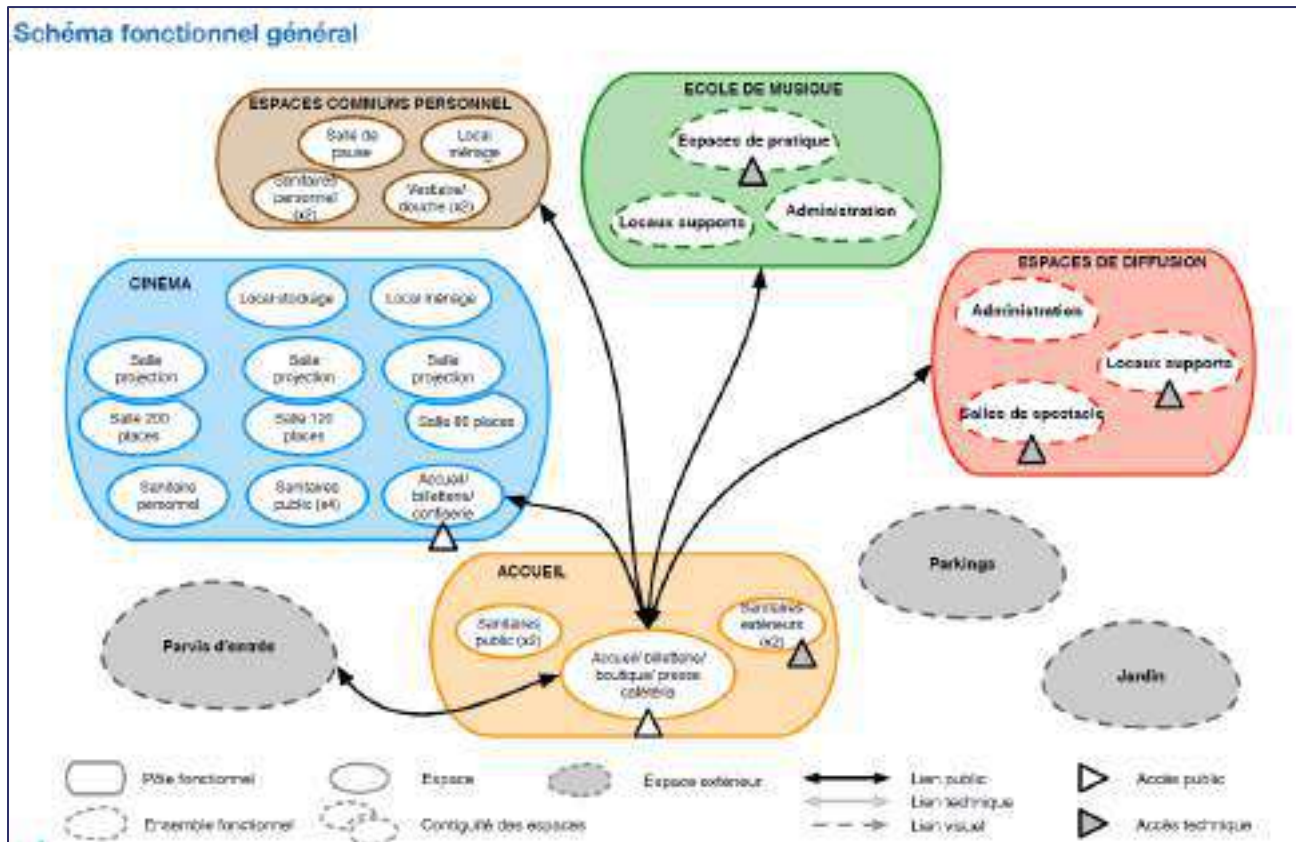 Schéma fonctionnel général
ESPACES COMMUNS PERSONNEL
Salle de
pause
Local
ménage
Sanitaires
personnel (x2)
Vestiaire/
douche (x2)
ECOLE DE MUSIQUE
Espaces de pratique
Locaux supports
Administration
CINEMA
Local stockage
Local ménage
Salle
projection
Salle
projection
Salle
projection
Salle 200
places
Salle 120
places
Salle 80 places
Sanitaire
personnel
Sanitaires
public (x4)
Accueil/
billetterie/
confiserie
ESPACES DE DIFFUSION
Administration
Locaux supports
Salles de spectacle
ACCUEIL
Sanitaires
public (x2)
Sanitaires
extérieurs
(x2)
Accueil/ billetterie/
boutique/ presse
cafétéria
Parvis d'entrée
Parkings
Jardin
Pôle fonctionnel
Espace
Espace extérieur
Lien public
Accès public
Lien technique
Ensemble fonctionnel
Contiguité des espaces
Lien visuel
Accès technique